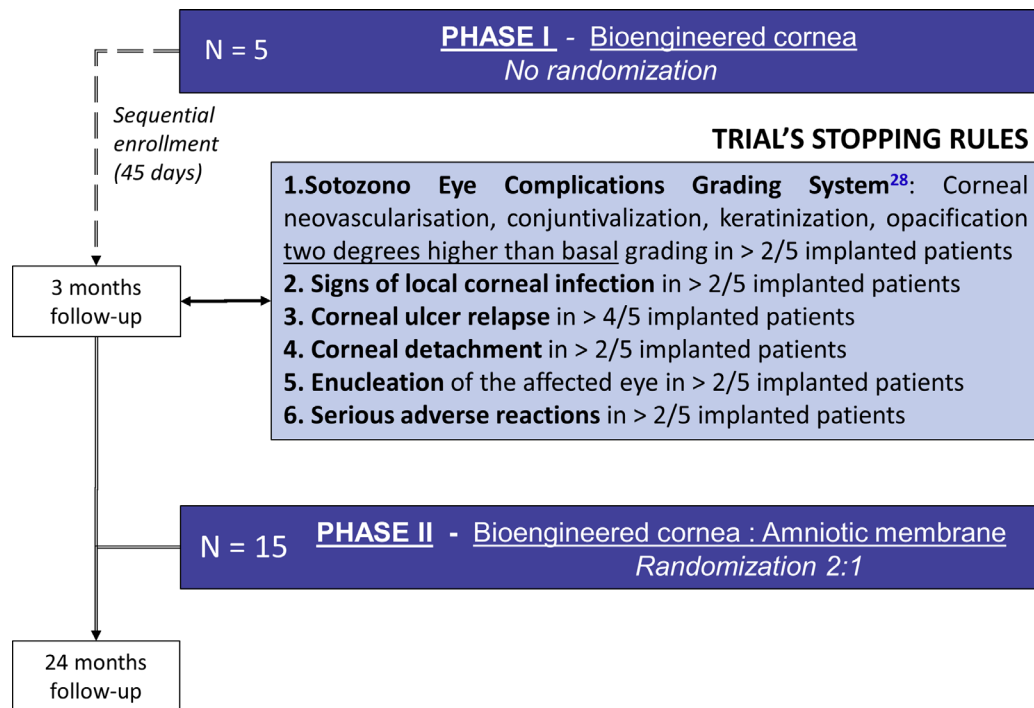 N = 5
PHASE I - Bioengineered cornea
No randomization
Sequential
enrollment
(45 days)
TRIAL'S STOPPING RULES
1.Sotozono Eye Complications Grading System28: Corneal
neovascularisation, conjuntivalization, keratinization, opacification
two degrees higher than basal grading in > 2/5 implanted patients
2. Signs of local corneal infection in > 2/5 implanted patients
3. Corneal ulcer relapse in > 4/5 implanted patients
4. Corneal detachment in > 2/5 implanted patients
5. Enucleation of the affected eye in > 2/5 implanted patients
6. Serious adverse reactions in > 2/5 implanted patients
3 months
follow-up
N = 15
PHASE II - Bioengineered cornea : Amniotic membrane
Randomization 2:1
24 months
follow-up